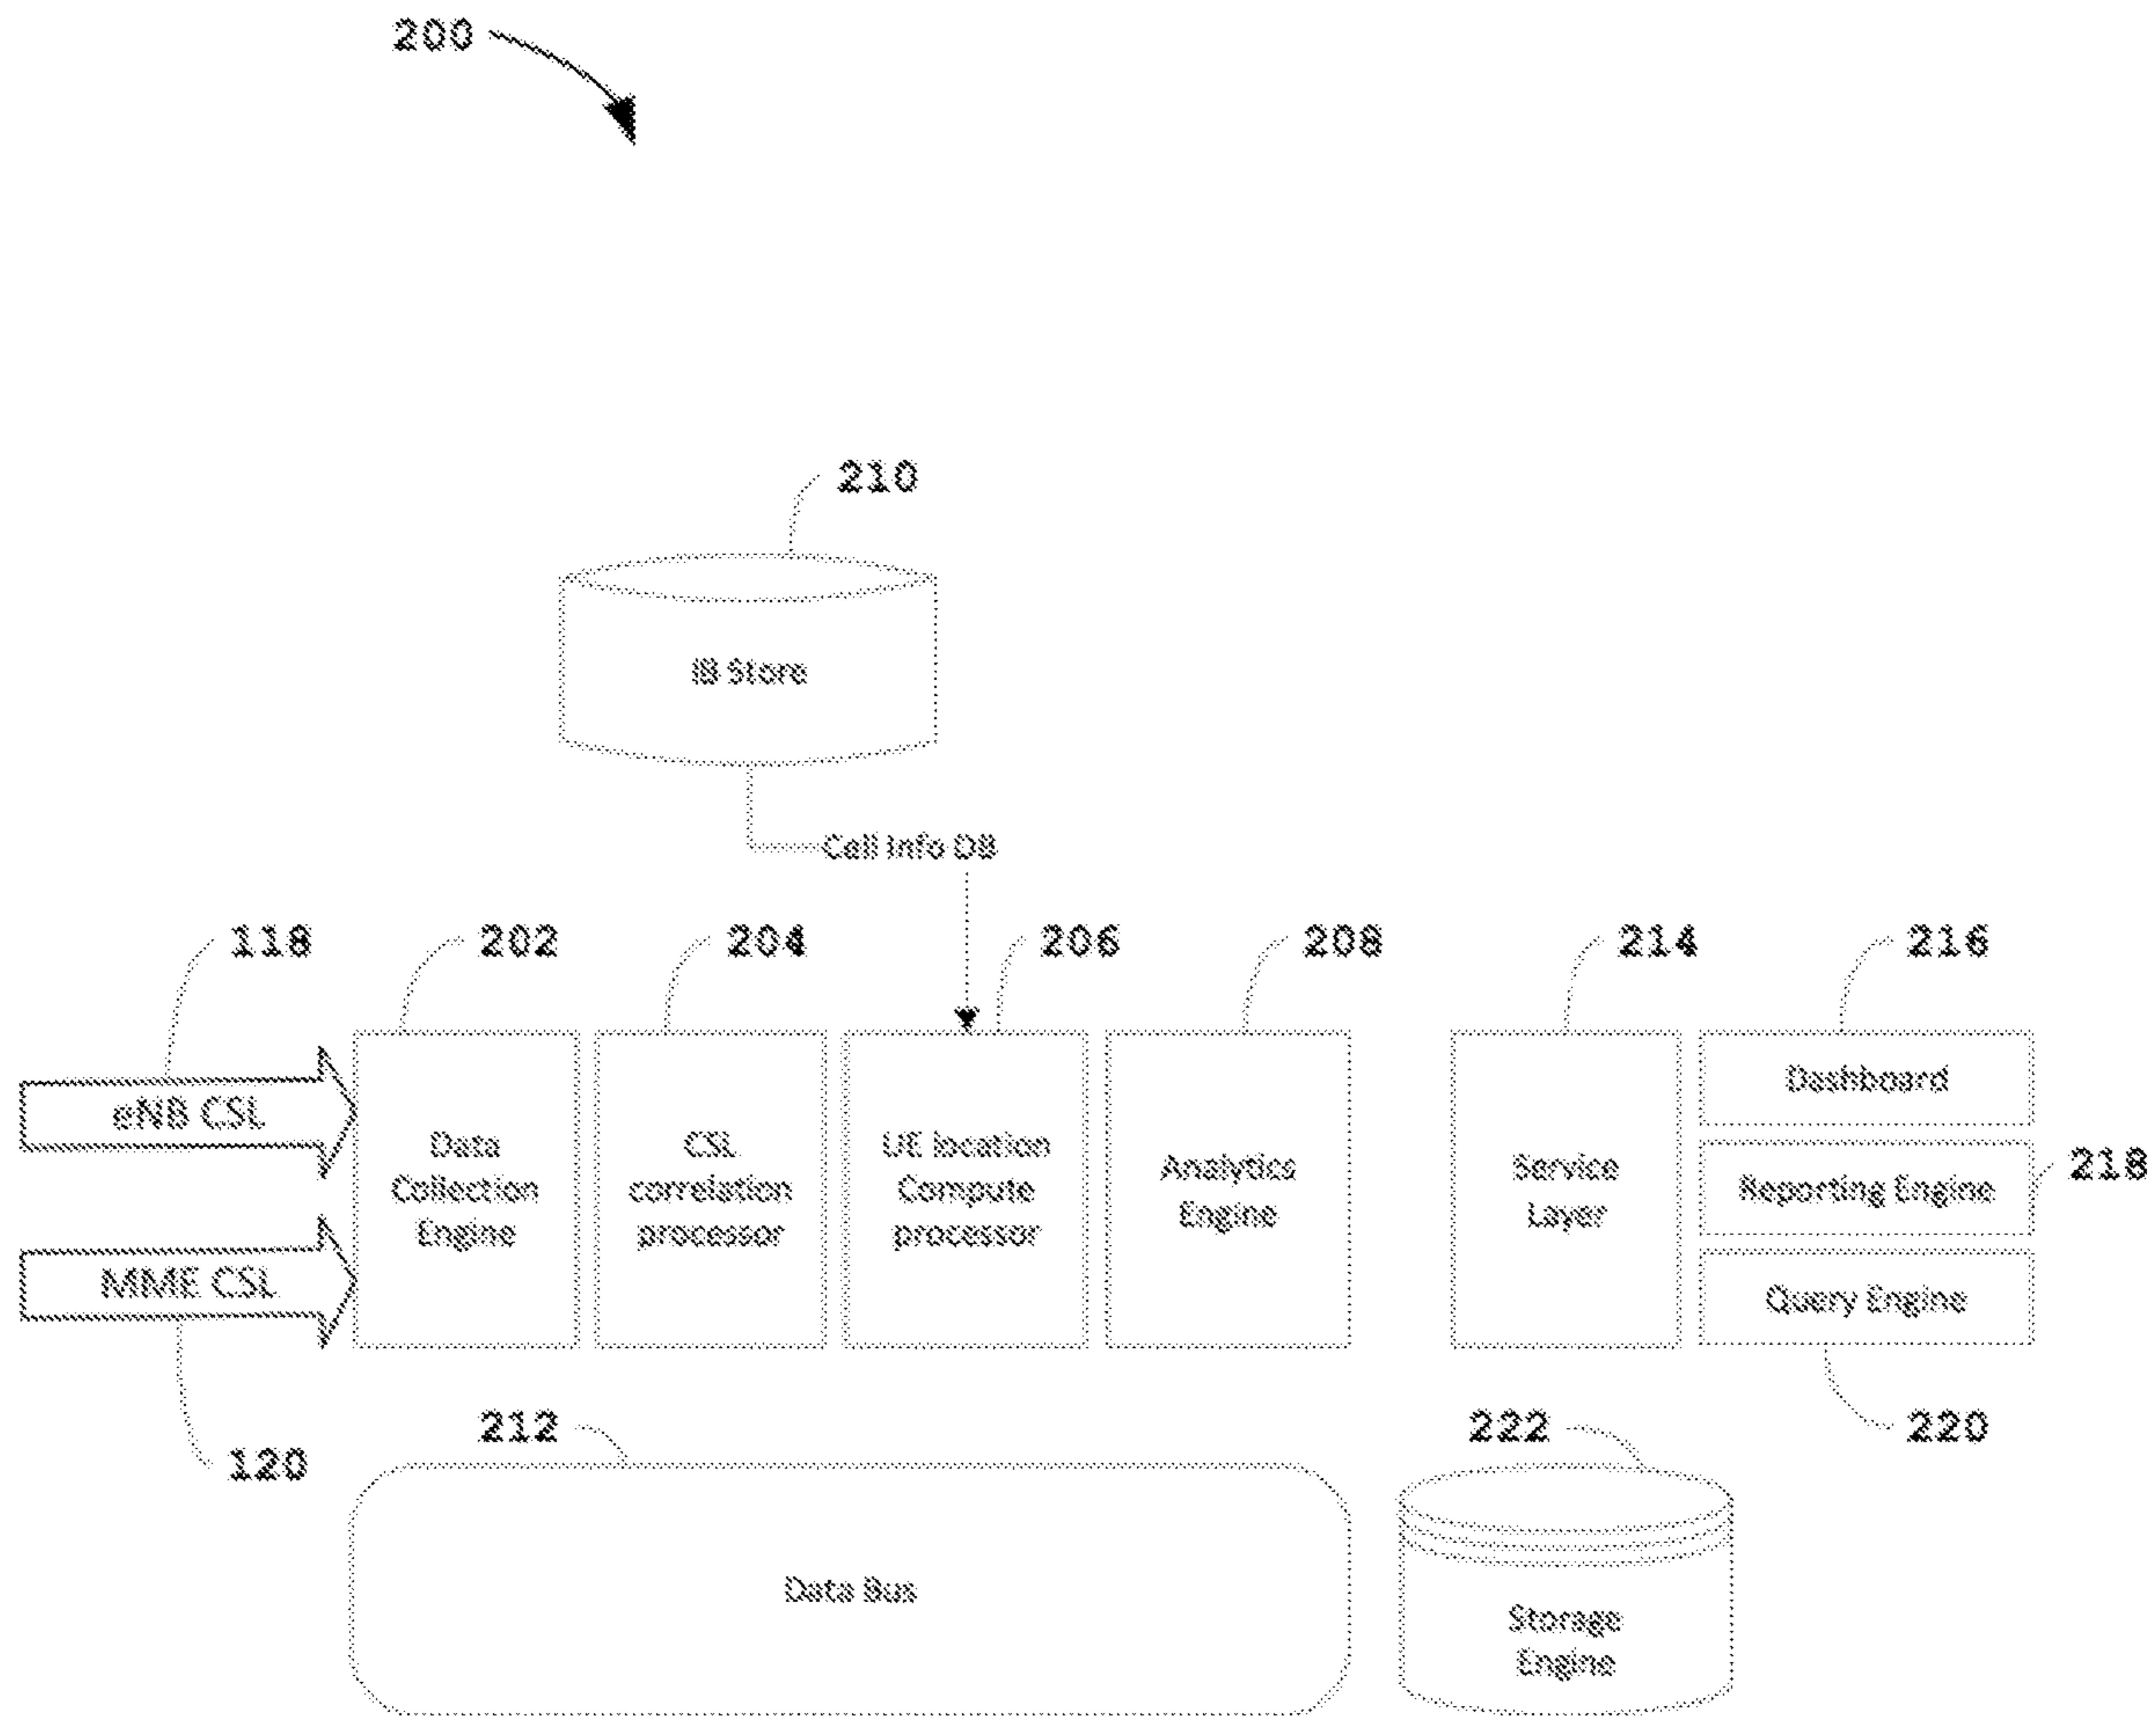 200
210
IB Store
Cell Info DB
118
202
204
206
208
214
216
eNB CSL
MME CSL
Data
Collection
Engine
CSL
correlation
processor
UE location
Compute
processor
Analytics
Engine
Service
Layer
Dashboard
Reporting Engine
218
Query Engine
120
212
222
220
Data Bus
Storage
Engine